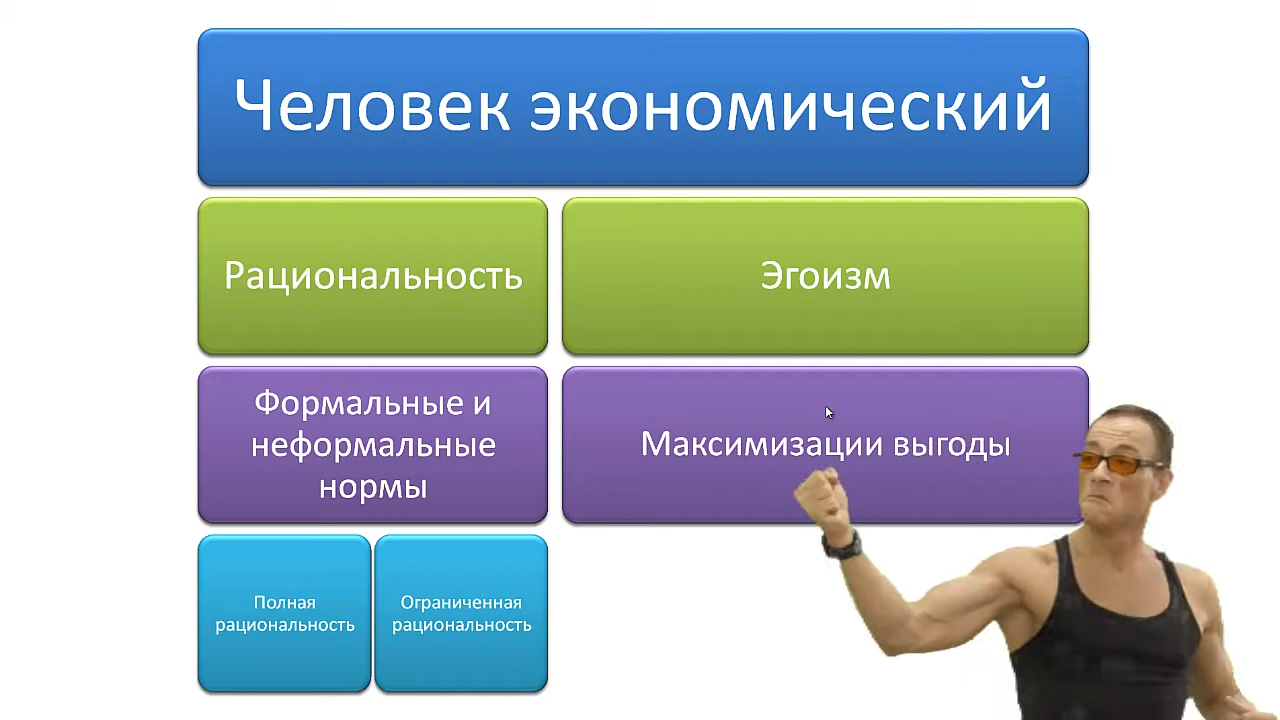 Человек экономический
Рациональность
Эгоизм
Формальные и
неформальные
нормы
Максимизации выгоды
Полная
рациональность
Ограниченная
рациональность